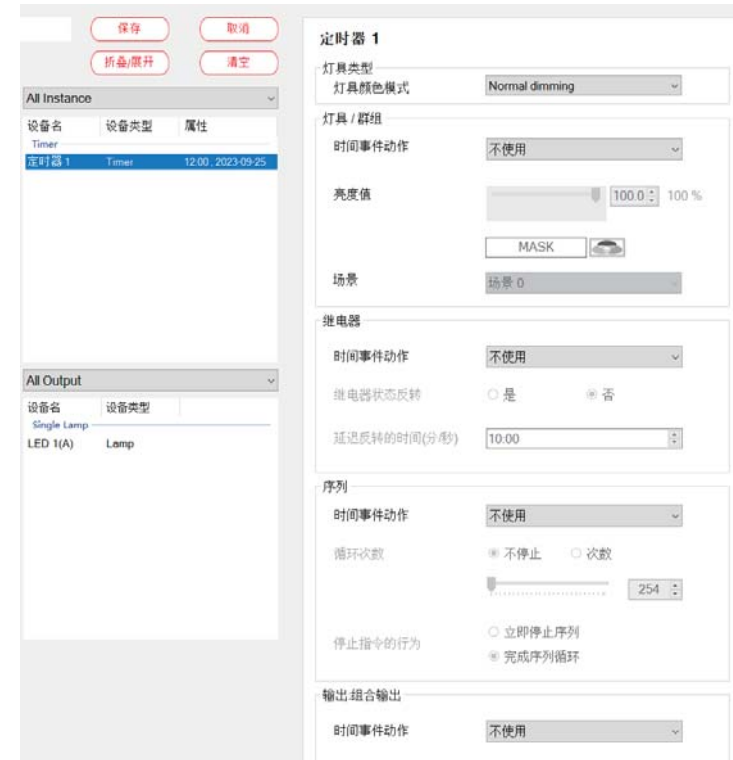 保存 取消
折叠/展开 清空
All Instance
设备名 设备类型 属性
Timer
定时器 1 Timer 12:00 , 2023-09-25
All Output
设备名 设备类型
Single Lamp
LED 1(A) Lamp
定时器 1
灯具类型
灯具颜色模式 Normal dimming
灯具 / 群组
时间事件动作 不使用
亮度值 100.0 100 %
MASK
场景 场景 0
继电器
时间事件动作 不使用
继电器状态反转 是 否
延迟反转的时间(分/秒) 10:00
序列
时间事件动作 不使用
循环次数 不停止 次数
254
停止指令的行为 立即停止序列
完成序列循环
输出:组合输出
时间事件动作 不使用